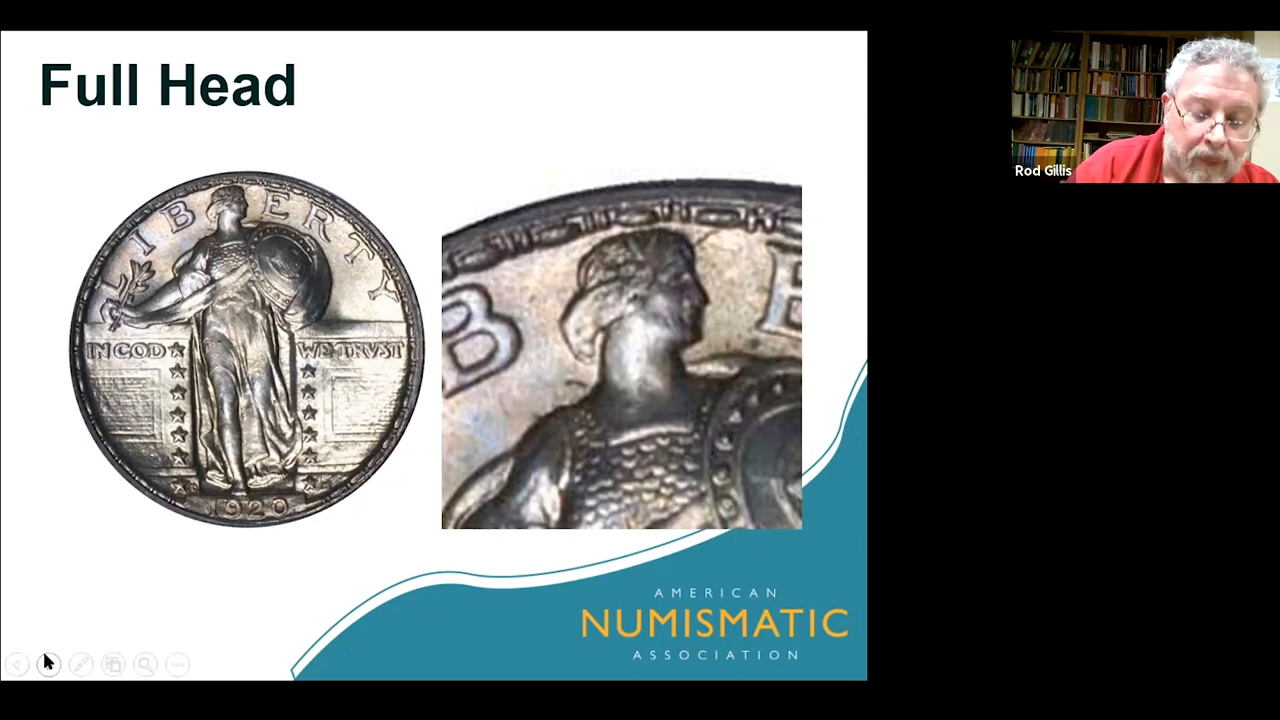 Full Head
LIBERTY
IN GOD WE TRUST
1920
B E
AMERICAN
NUMISMATIC
ASSOCIATION
Rod Gillis